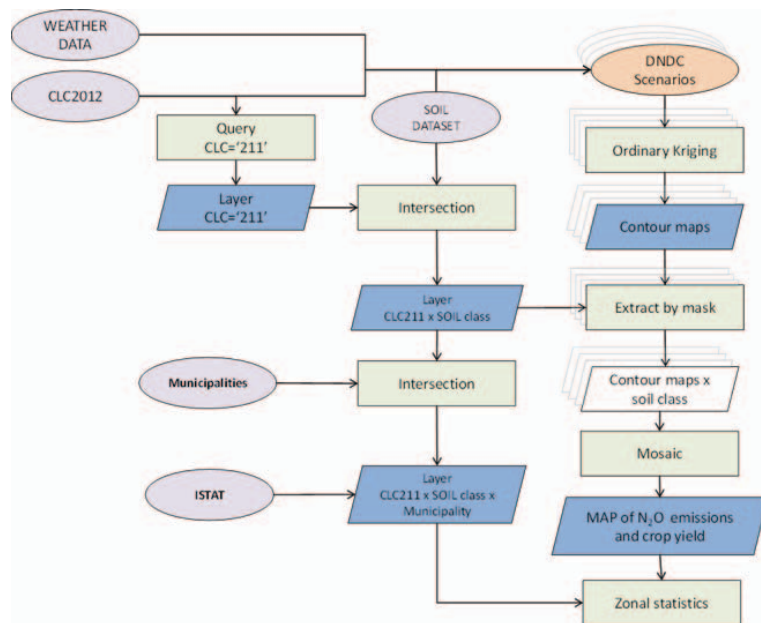 WEATHER
DATA
CLC2012
DNDC
Scenarios
SOIL
DATASET
Query
CLC='211'
Ordinary Kriging
Layer
CLC='211'
Intersection
Contour maps
Layer
CLC211 x SOIL class
Extract by mask
Municipalities
Intersection
Contour maps x
soil class
Mosaic
ISTAT
Layer
CLC211 x SOIL class x
Municipality
MAP of N₂O emissions
and crop yield
Zonal statistics